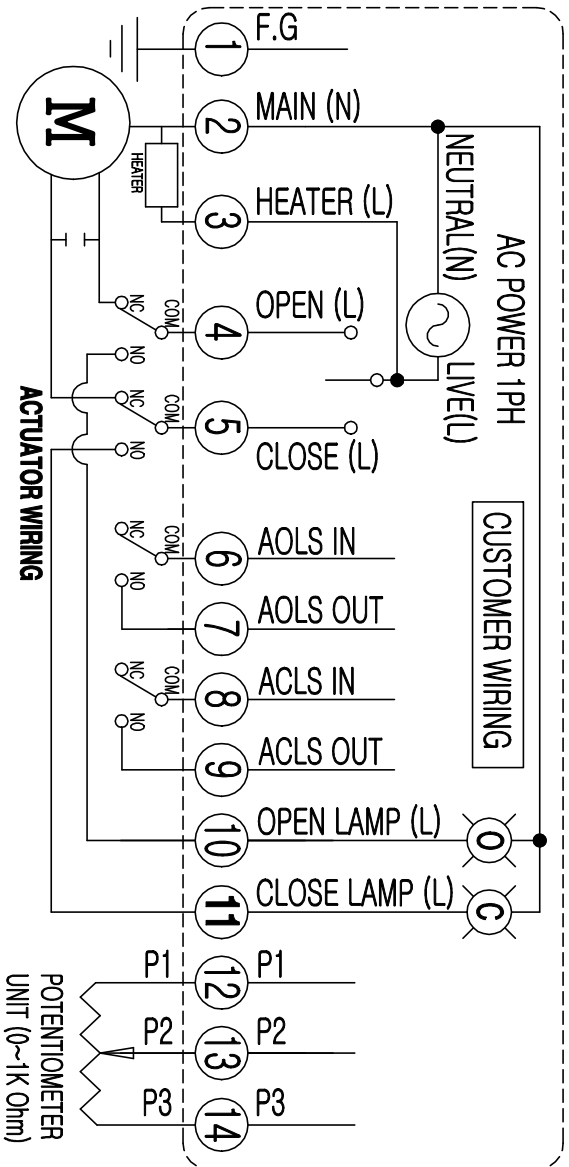 F.G
1
MAIN (N)
2
HEATER
HEATER (L)
3
M
NEUTRAL(N)
AC POWER 1PH
LIVE(L)
OPEN (L)
4
COM
NC
NO
CLOSE (L)
5
COM
NC
NO
ACTUATOR WIRING
CUSTOMER WIRING
AOLS IN
6
COM
NC
NO
AOLS OUT
7
ACLS IN
8
COM
NC
NO
ACLS OUT
9
OPEN LAMP (L)
10
O
CLOSE LAMP (L)
11
C
P1
12
P1
P2
13
P2
P3
14
P3
POTENTIOMETER
UNIT (0~1K Ohm)